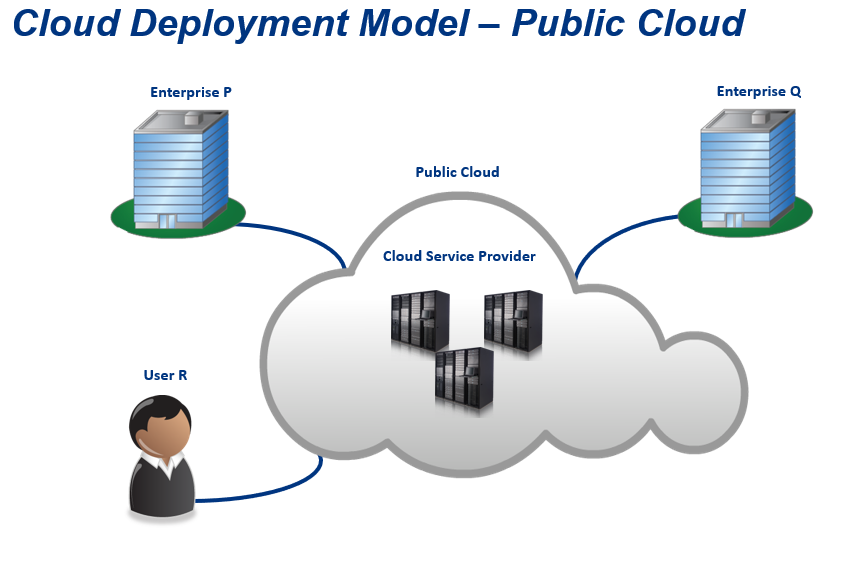 Cloud Deployment Model – Public Cloud
Enterprise P
Enterprise Q
Public Cloud
Cloud Service Provider
User R